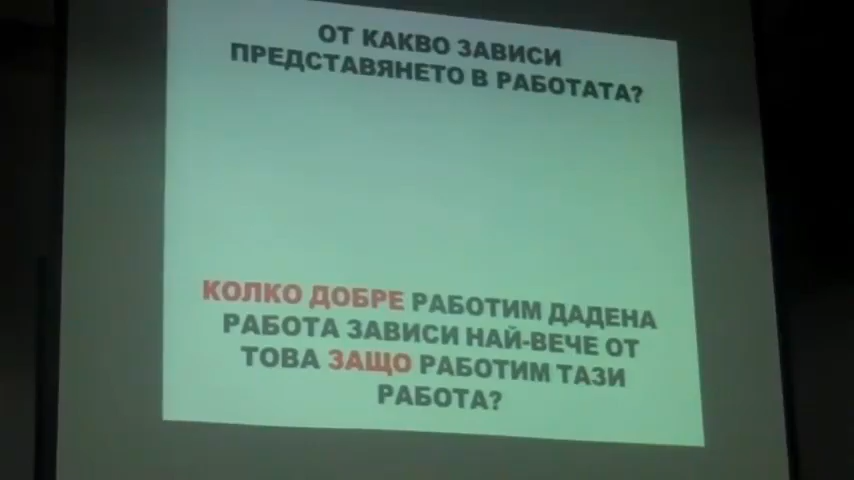 ОТ КАКВО ЗАВИСИ
ПРЕДСТАВЯНЕТО В РАБОТАТА?
КОЛКО ДОБРЕ РАБОТИМ ДАДЕНА
РАБОТА ЗАВИСИ НАЙ-ВЕЧЕ ОТ
ТОВА ЗАЩО РАБОТИМ ТАЗИ
РАБОТА?